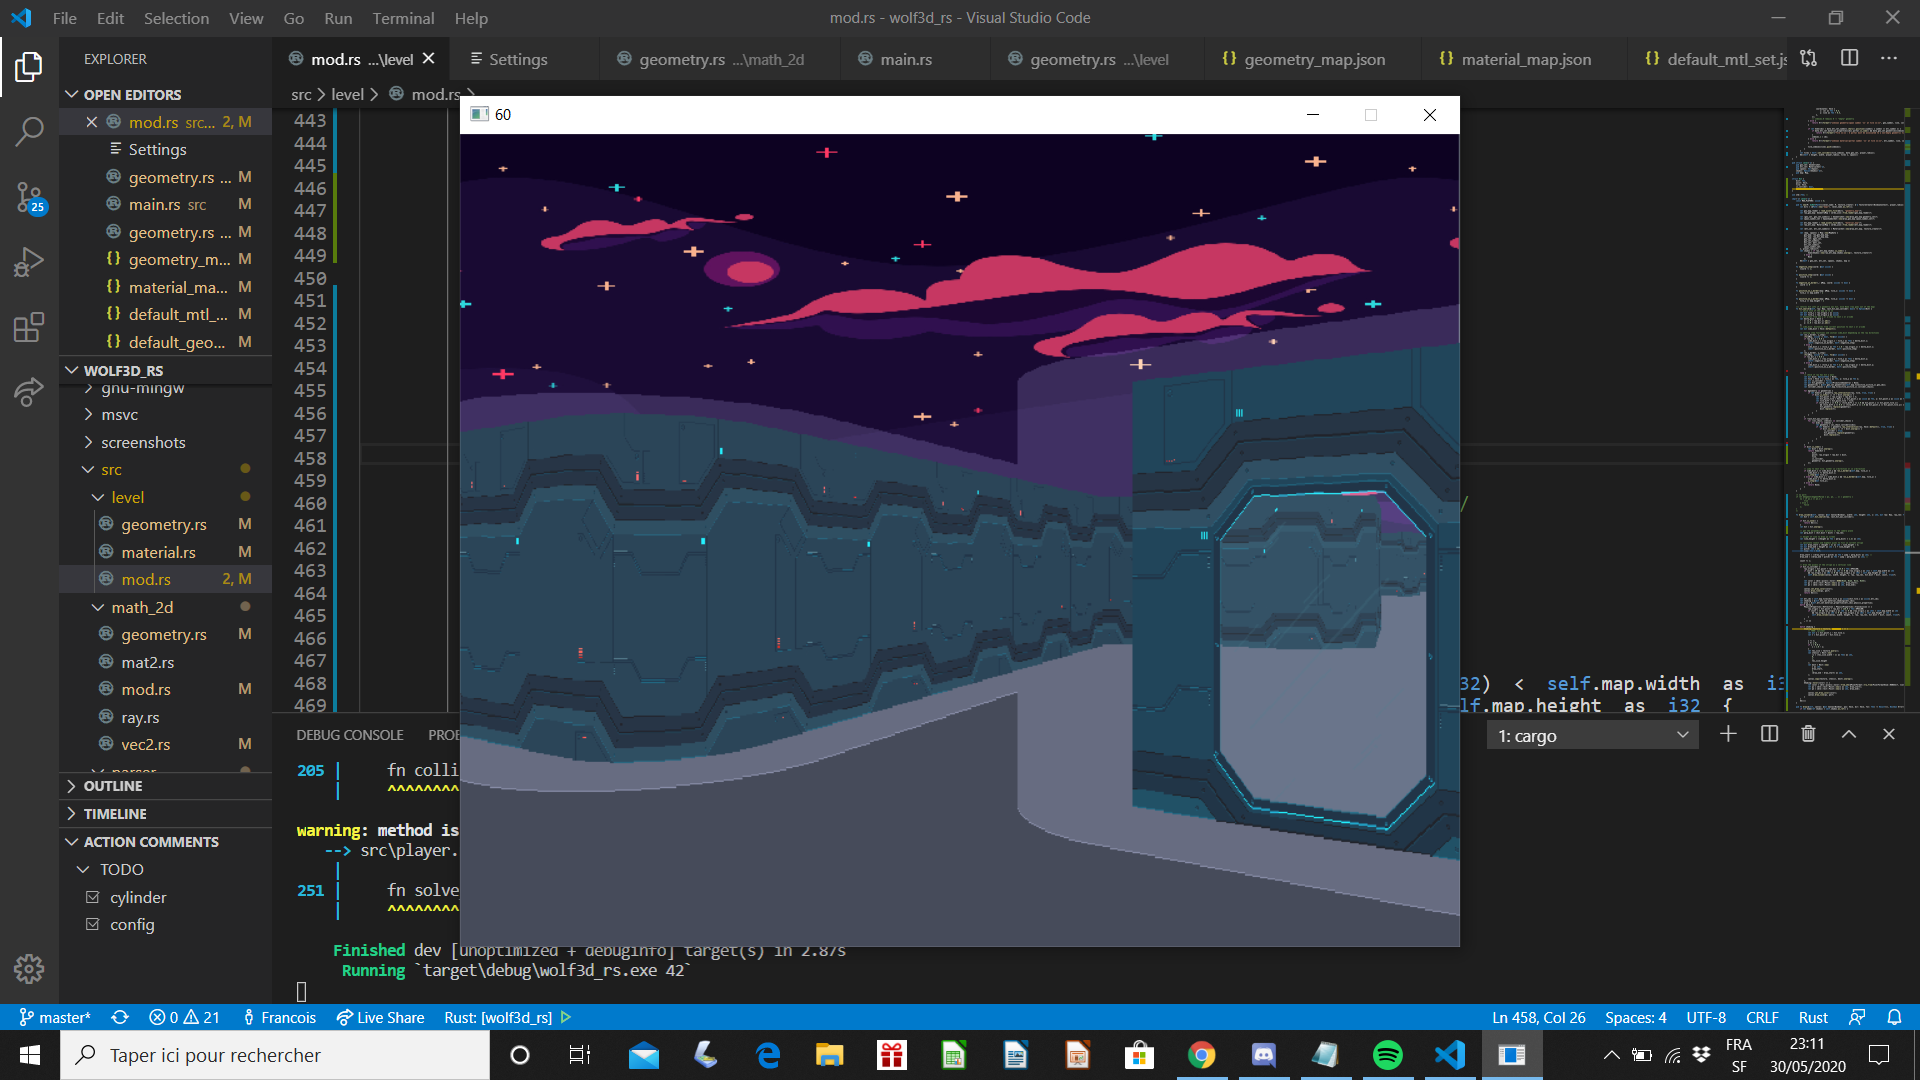 File Edit Selection View Go Run Terminal Help
mod.rs - wolf3d_rs - Visual Studio Code
EXPLORER
mod.rs ...\level
Settings
geometry.rs ...\math_2d
main.rs
geometry.rs ...\level
geometry_map.json
material_map.json
default_mtl_set.js
src > level > mod.rs >
OPEN EDITORS
mod.rs src... 2, M
Settings
geometry.rs ... M
main.rs src M
geometry.rs ... M
geometry_m... M
material_ma... M
default_mtl_... M
default_geo... M
WOLF3D_RS
gnu-mingw
msvc
screenshots
src
level
geometry.rs M
material.rs M
mod.rs 2, M
math_2d
geometry.rs M
mat2.rs
mod.rs M
ray.rs
vec2.rs M
parser
OUTLINE
TIMELINE
ACTION COMMENTS
TODO
cylinder
config
25
443
444
445
446
447
448
449
450
451
452
453
454
455
456
457
458
459
460
461
462
463
464
465
466
467
468
469
60
/
32) < self.map.width as i3
lf.map.height as i32 {
DEBUG CONSOLE PROB
1: cargo
205 | fn colli
| ^^^^^^^^^
warning: method is
--> src\player.
|
251 | fn solve
| ^^^^^^^^^
Finished dev [unoptimized + debuginfo] target(s) in 2.87s
Running `target\debug\wolf3d_rs.exe 42`
master* 0 21 Francois Live Share Rust: [wolf3d_rs]
Ln 458, Col 26 Spaces: 4 UTF-8 CRLF Rust
Taper ici pour rechercher
FRA
SF
23:11
30/05/2020